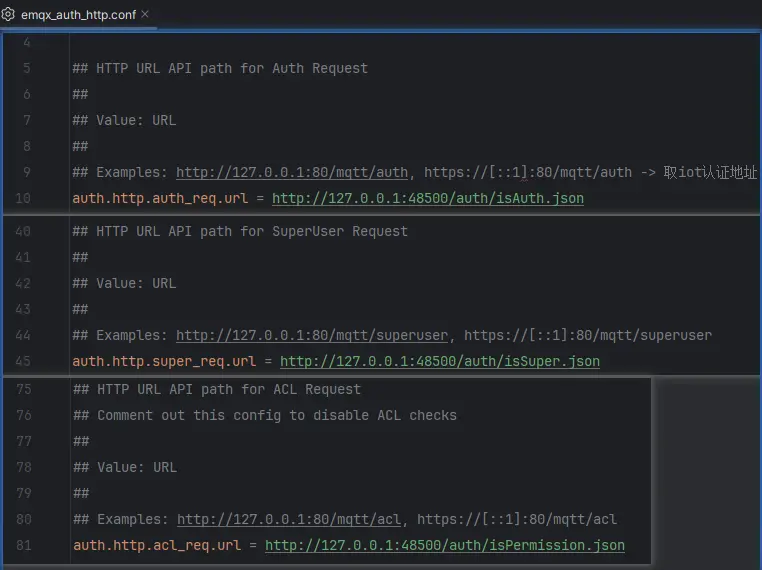 emqx_auth_http.conf
4
5 ## HTTP URL API path for Auth Request
6 ##
7 ## Value: URL
8 ##
9 ## Examples: http://127.0.0.1:80/mqtt/auth, https://[::1]:80/mqtt/auth -> 取iot认证地址
10 auth.http.auth_req.url = http://127.0.0.1:48500/auth/isAuth.json
40 ## HTTP URL API path for SuperUser Request
41 ##
42 ## Value: URL
43 ##
44 ## Examples: http://127.0.0.1:80/mqtt/superuser, https://[::1]:80/mqtt/superuser
45 auth.http.super_req.url = http://127.0.0.1:48500/auth/isSuper.json
75 ## HTTP URL API path for ACL Request
76 ## Comment out this config to disable ACL checks
77 ##
78 ## Value: URL
79 ##
80 ## Examples: http://127.0.0.1:80/mqtt/acl, https://[::1]:80/mqtt/acl
81 auth.http.acl_req.url = http://127.0.0.1:48500/auth/isPermission.json